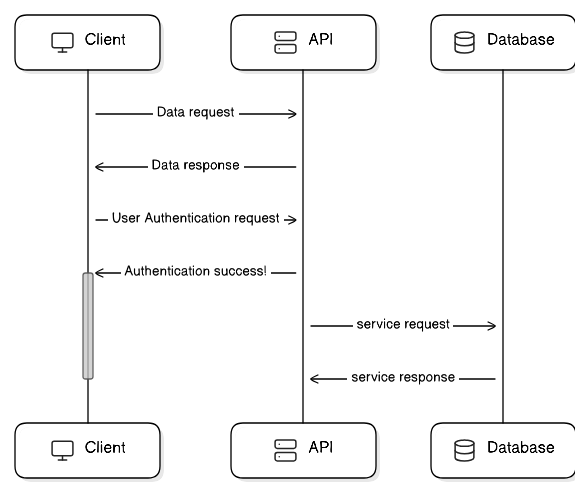 Client
API
Database
Data request
Data response
User Authentication request
Authentication success!
service request
service response
Client
API
Database